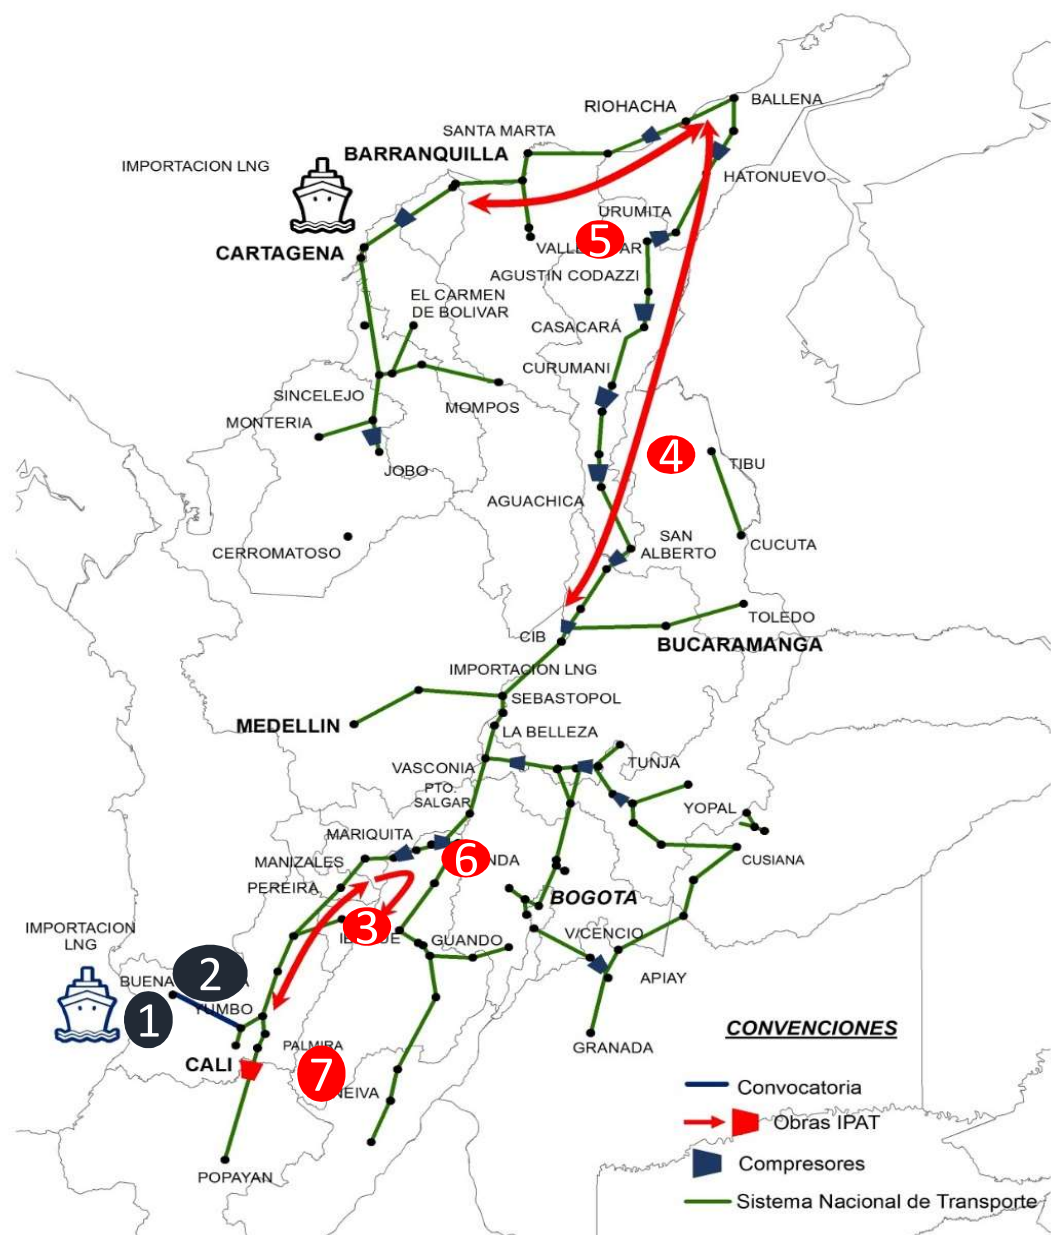 BALLENA
RIOHACHA
SANTA MARTA
BARRANQUILLA
IMPORTACION LNG
HATONUEVO
URUMITA
5
CARTAGENA
AGUSTIN CODAZZI
EL CARMEN
DE BOLIVAR
CASACARÁ
CURUMANI
SINCELEJO
MOMPOS
MONTERIA
4
TIBU
JOBO
AGUACHICA
SAN
ALBERTO
CUCUTA
CERROMATOSO
TOLEDO
CIB
BUCARAMANGA
IMPORTACION LNG
SEBASTOPOL
MEDELLIN
LA BELLEZA
VASCONIA
TUNJA
PTO.
SALGAR
YOPAL
MARIQUITA
6
MANIZALES
CUSIANA
PEREIRA
BOGOTA
3
IMPORTACION
LNG
GUANDO
V/CENCIO
2
APIAY
1
YUMBO
CONVENCIONES
PALMIRA
GRANADA
CALI
7
NEIVA
Convocatoria
Obras IPAT
Compresores
POPAYAN
Sistema Nacional de Transporte